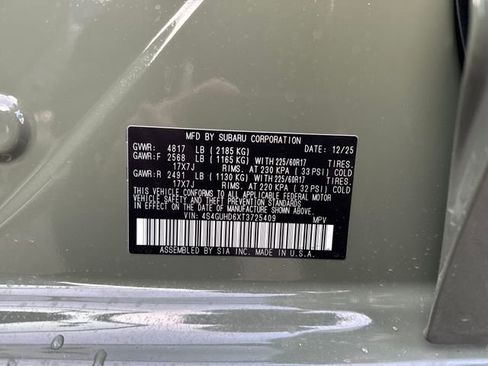 MFD BY SUBARU CORPORATION DATE: 12/25
GVWR: 4817 LB ( 2185 KG)
GAWR:F 2568 LB ( 1165 KG) WITH 225/60R17 TIRES.
17X7J RIMS. AT 230 KPA ( 33 PSI) COLD
GAWR:R 2491 LB ( 1130 KG) WITH 225/60R17 TIRES.
17X7J RIMS. AT 220 KPA ( 32 PSI) COLD
THIS VEHICLE CONFORMS TO ALL APPLICABLE FEDERAL MOTOR
VEHICLE SAFETY, BUMPER, AND THEFT PREVENTION STANDARDS
IN EFFECT ON THE DATE OF MANUFACTURE SHOWN ABOVE.
VIN: 4S4GUHD6XT3725409 MPV
ASSEMBLED BY SIA INC. MADE IN U.S.A.